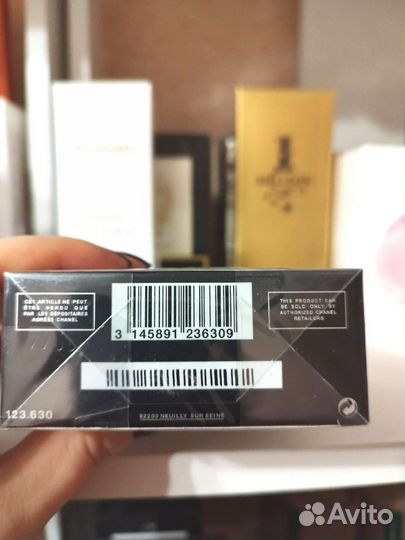 MILLION
CET ARTICLE NE PEUT
ÊTRE VENDU QUE
PAR LES DÉPOSITAIRES
AGRÉÉS CHANEL
3 145891 236309
THIS PRODUCT CAN
BE SOLD ONLY BY
AUTHORIZED CHANEL
RETAILERS
123.630
92200 NEUILLY SUR SEINE
Avito